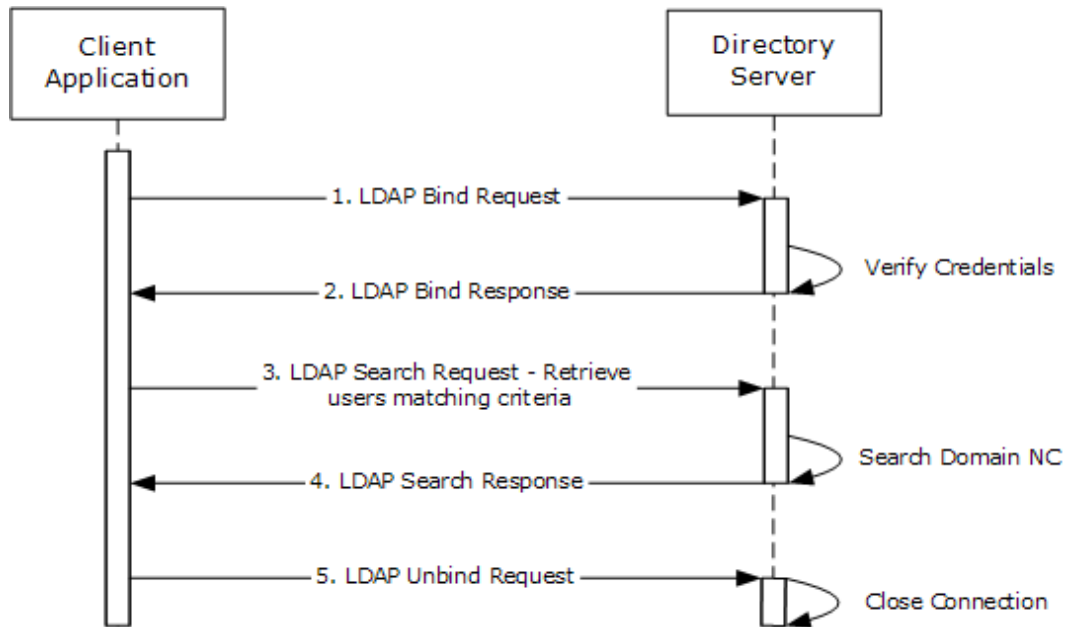 Client
Application
Directory
Server
1. LDAP Bind Request
Verify Credentials
2. LDAP Bind Response
3. LDAP Search Request - Retrieve
users matching criteria
Search Domain NC
4. LDAP Search Response
5. LDAP Unbind Request
Close Connection